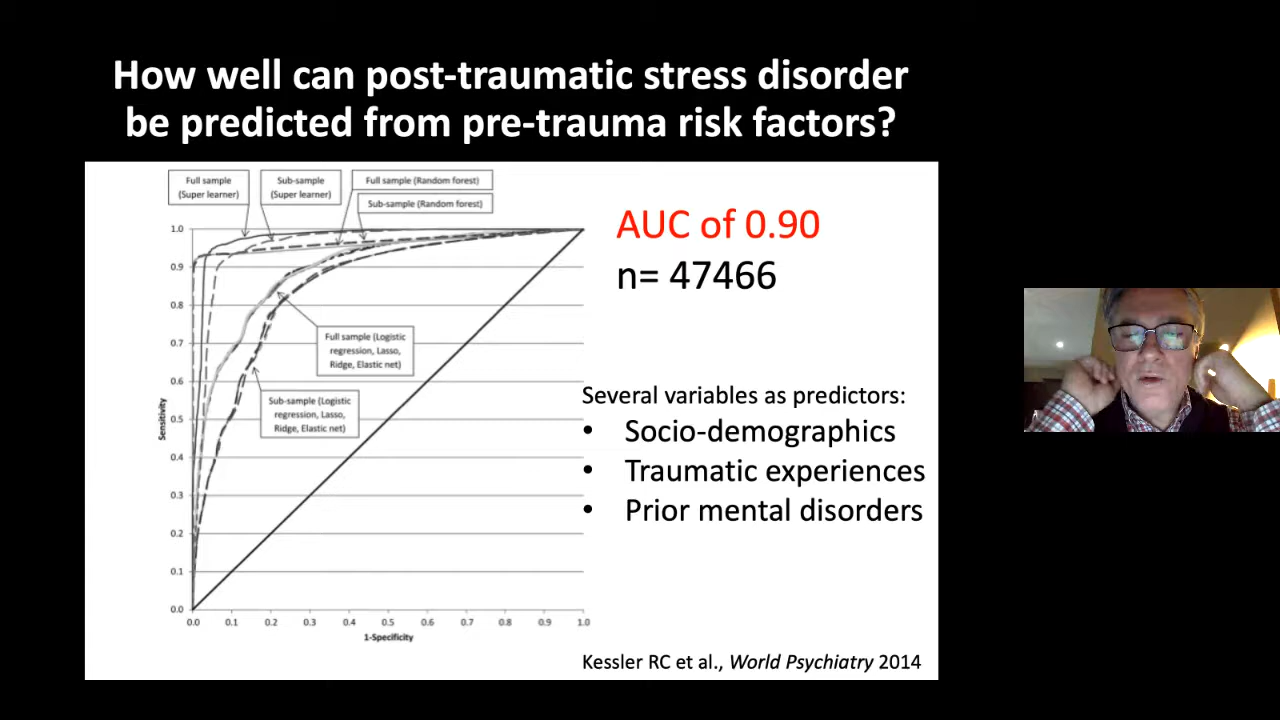 How well can post-traumatic stress disorder
be predicted from pre-trauma risk factors?
Full sample
(Super learner)
Sub-sample
(Super learner)
Full sample (Random forest)
Sub-sample (Random forest)
1.0
0.9
0.8
0.7
0.6
0.5
0.4
0.3
0.2
0.1
0.0
Sensitivity
Full sample (Logistic
regression, Lasso,
Ridge, Elastic net)
Sub-sample (Logistic
regression, Lasso,
Ridge, Elastic net)
0.0 0.1 0.2 0.3 0.4 0.5 0.6 0.7 0.8 0.9 1.0
1-Specificity
AUC of 0.90
n= 47466
Several variables as predictors:
• Socio-demographics
• Traumatic experiences
• Prior mental disorders
Kessler RC et al., World Psychiatry 2014